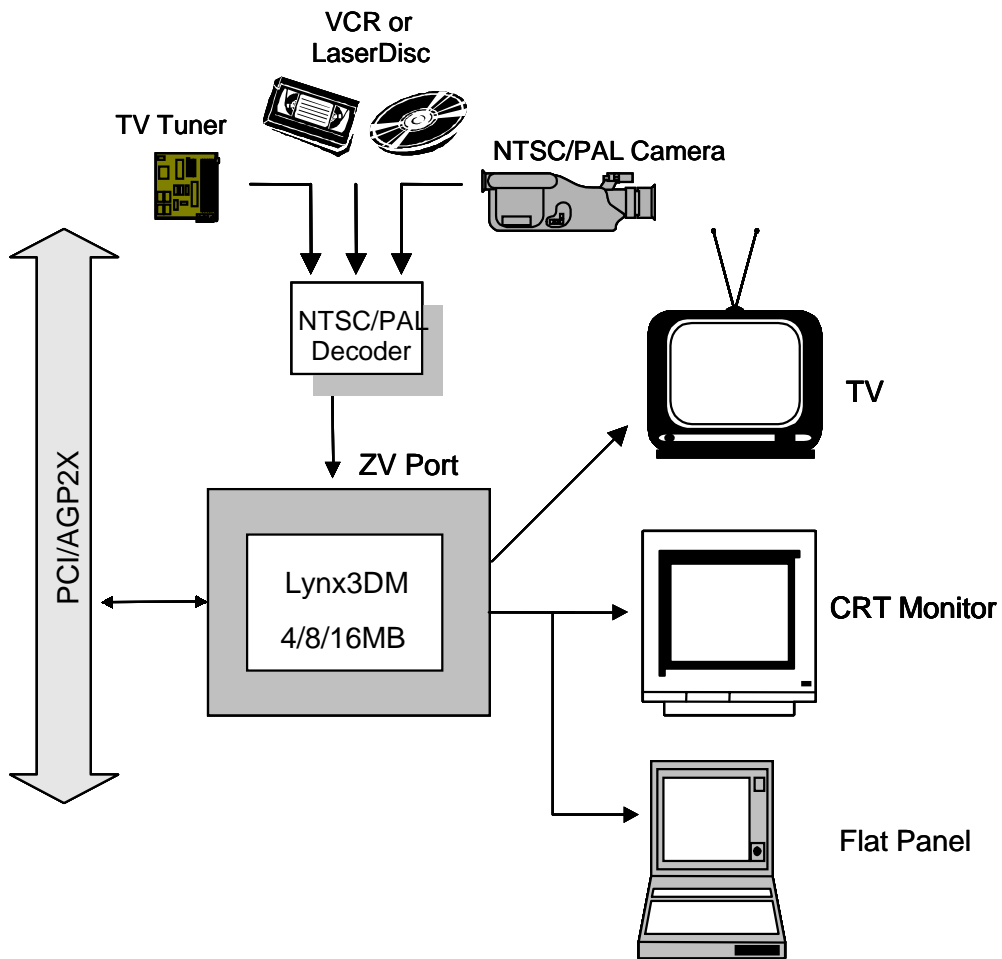 VCR or
LaserDisc
TV Tuner
NTSC/PAL Camera
NTSC/PAL
Decoder
TV
ZV Port
PCI/AGP2X
Lynx3DM
4/8/16MB
CRT Monitor
Flat Panel